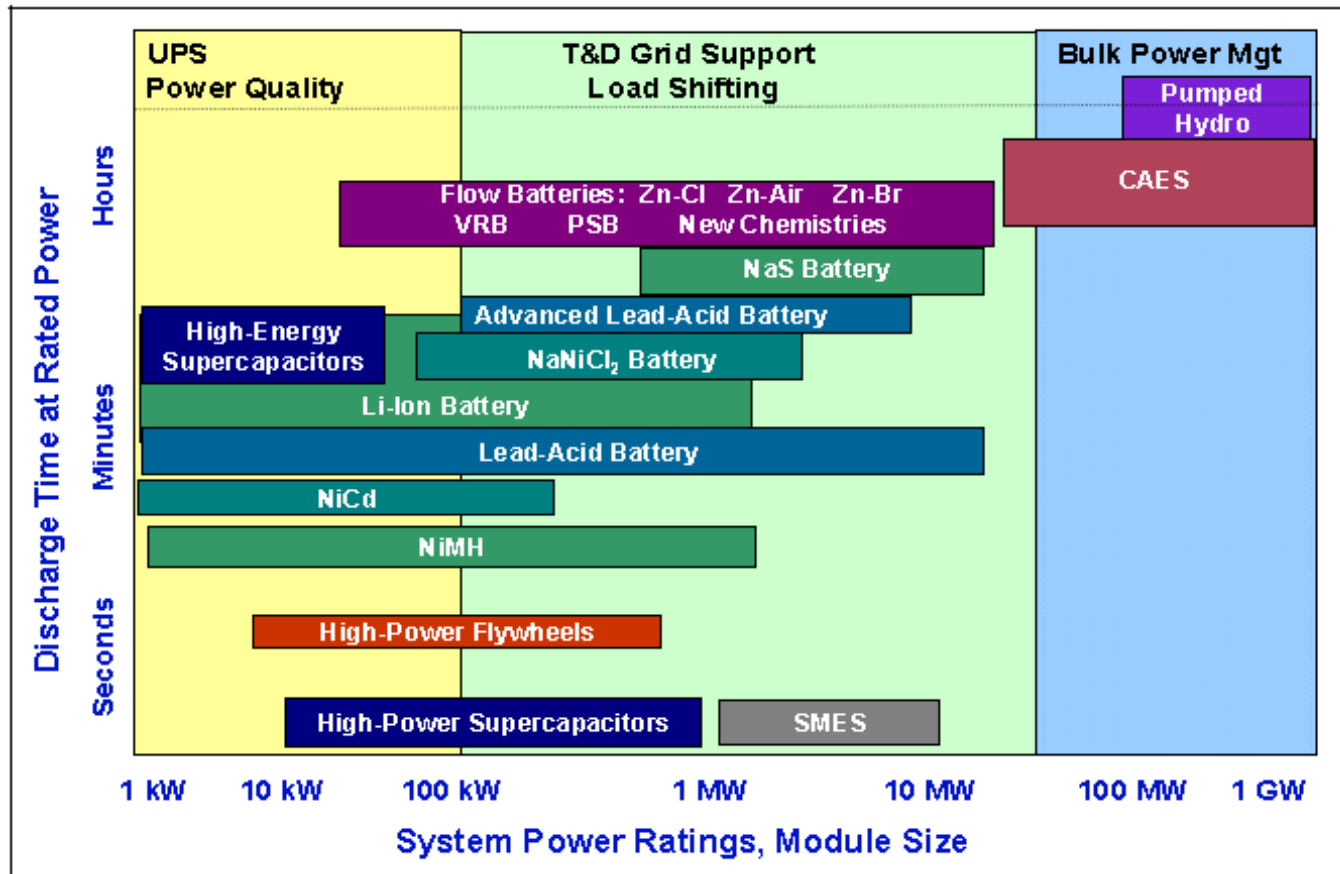 UPS
Power Quality
T&D Grid Support
Load Shifting
Bulk Power Mgt
Pumped
Hydro
CAES
Flow Batteries: Zn-Cl Zn-Air Zn-Br
VRB PSB New Chemistries
NaS Battery
Advanced Lead-Acid Battery
High-Energy
Supercapacitors
NaNiCl₂ Battery
Li-Ion Battery
Lead-Acid Battery
NiCd
NiMH
High-Power Flywheels
High-Power Supercapacitors
SMES
Discharge Time at Rated Power
Hours
Minutes
Seconds
1 kW 10 kW 100 kW 1 MW 10 MW 100 MW 1 GW
System Power Ratings, Module Size